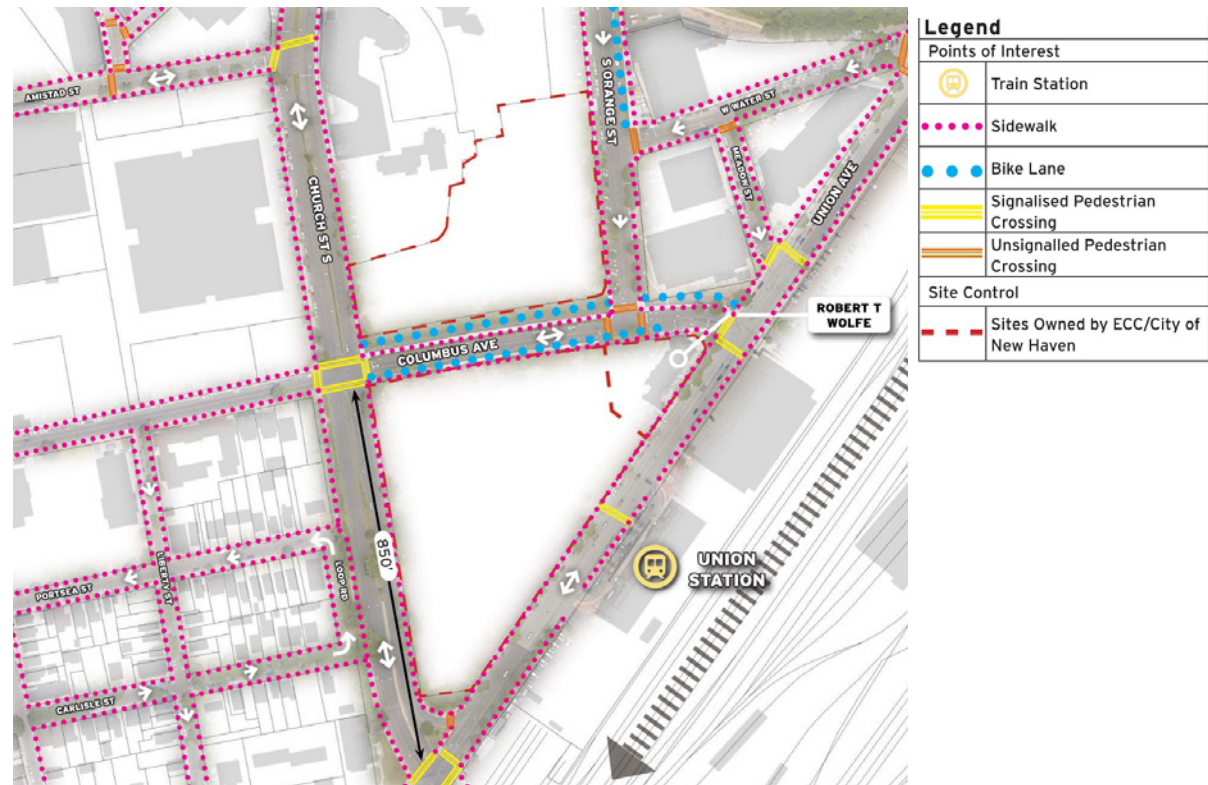 AMISTAD ST
CHURCH ST S
S ORANGE ST
W WATER ST
MEADOW ST
UNION AVE
COLUMBUS AVE
ROBERT T
WOLFE
850'
LIBERTY ST
LOOP RD
PORTSEA ST
CARLISLE ST
UNION
STATION
Legend
Points of Interest
Train Station
Sidewalk
Bike Lane
Signalised Pedestrian
Crossing
Unsignalled Pedestrian
Crossing
Site Control
Sites Owned by ECC/City of
New Haven